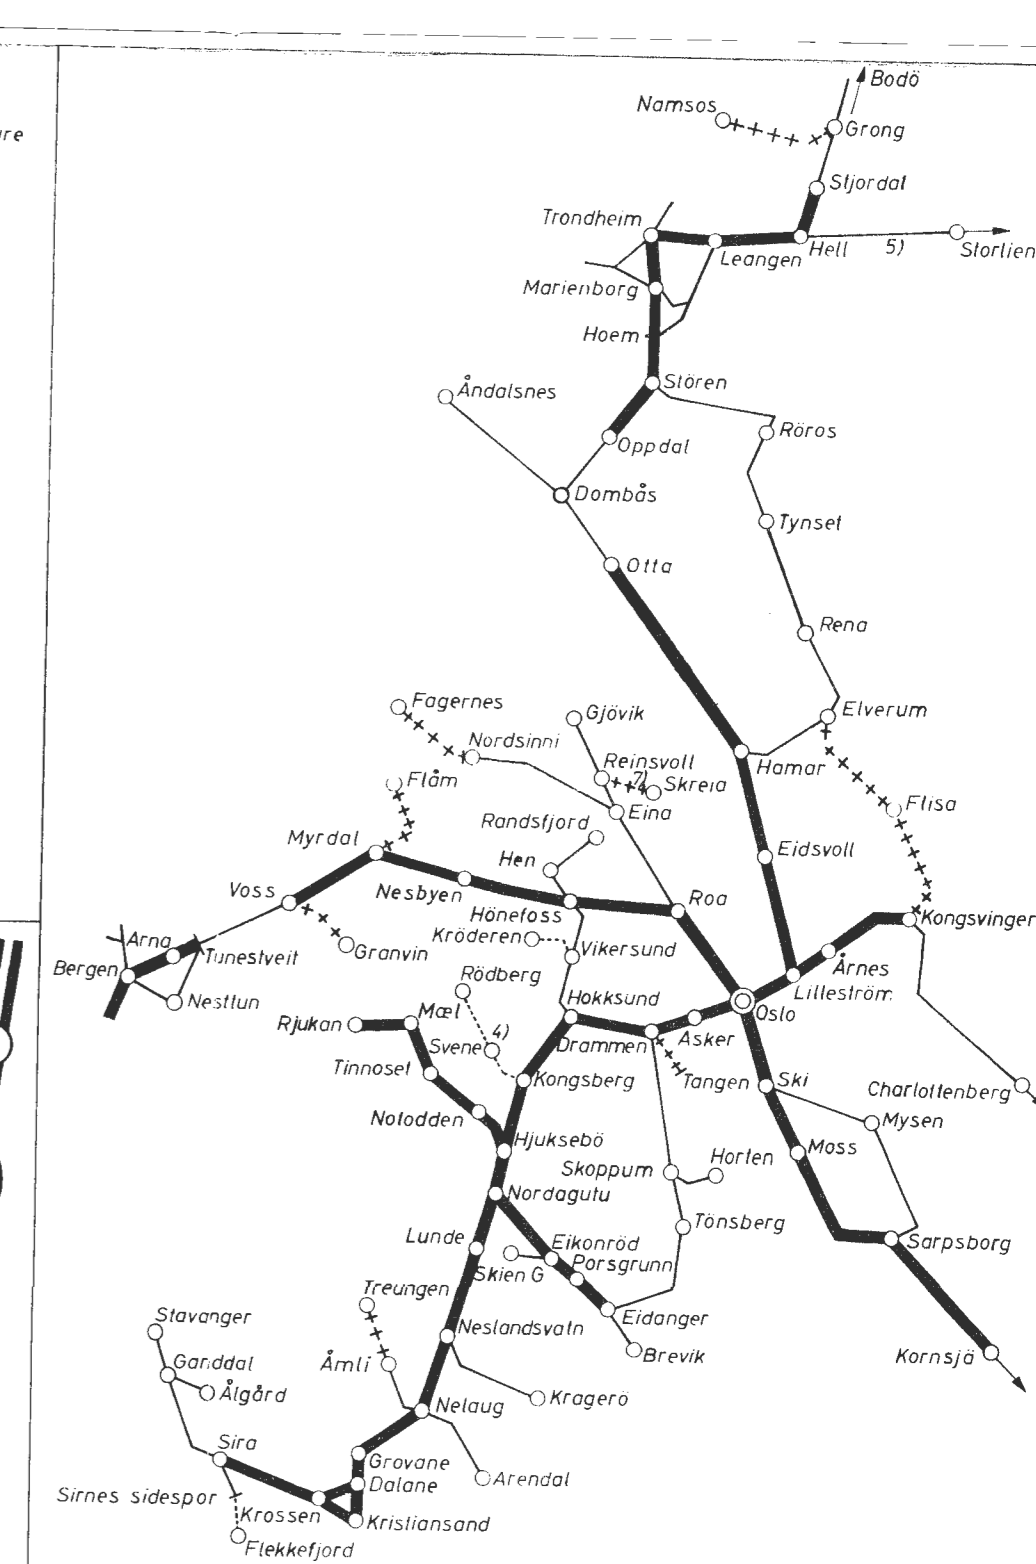 Bodö
Namsos
Grong
Stjordal
Trondheim
Hell
5)
Storlien
Leangen
Marienborg
Hoem
Stören
Åndalsnes
Röros
Oppdal
Dombås
Tynset
Otta
Rena
Fagernes
Gjövik
Elverum
Nordsinni
Reinsvoll
7)
Skreia
Hamar
Flåm
Eina
Flisa
Randsfjord
Myrdal
Hen
Eidsvoll
Voss
Nesbyen
Roa
Hönefoss
Kongsvinger
Arna
Kröderen
Vikersund
Granvin
Tunestveit
Bergen
Årnes
Rödberg
Lilleström
Nestlun
Mæl
Hokksund
Oslo
Rjukan
4)
Svene
Drammen
Asker
Tinnoset
Kongsberg
Tangen
Ski
Charlottenberg
Notodden
Mysen
Hjuksebö
Moss
Horten
Skoppum
Nordagutu
Tönsberg
Lunde
Eikonröd
Sarpsborg
Porsgrunn
Skien G
Treungen
Eidanger
Stavanger
Neslandsvatn
Brevik
Kornsjä
Ganddal
Åmli
Ålgård
Kragerö
Nelaug
Sira
Grovane
Arendal
Dalane
Sirnes sidespor
Krossen
Kristiansand
Flekkefjord